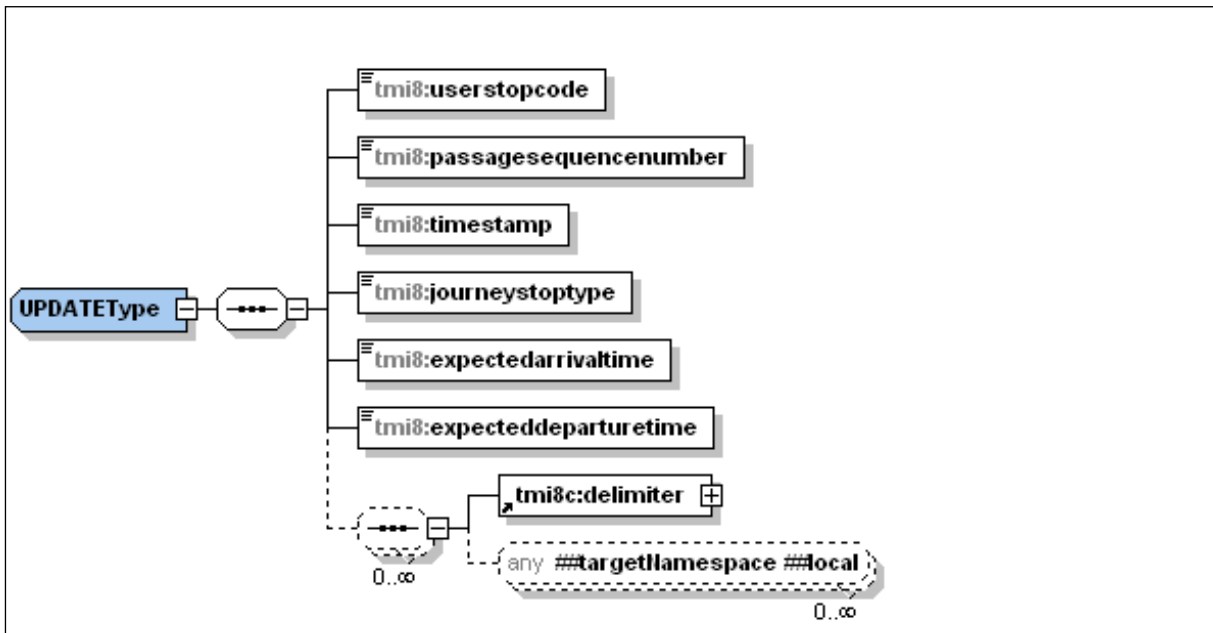 tmi8:userstopcode
tmi8:passagesequencenumber
tmi8:timestamp
tmi8:journeystoptype
UPDATEType
tmi8:expectedarrivaltime
tmi8:expecteddeparturetime
tmi8c:delimiter
0..∞
any ##targetNamespace ##local
0..∞